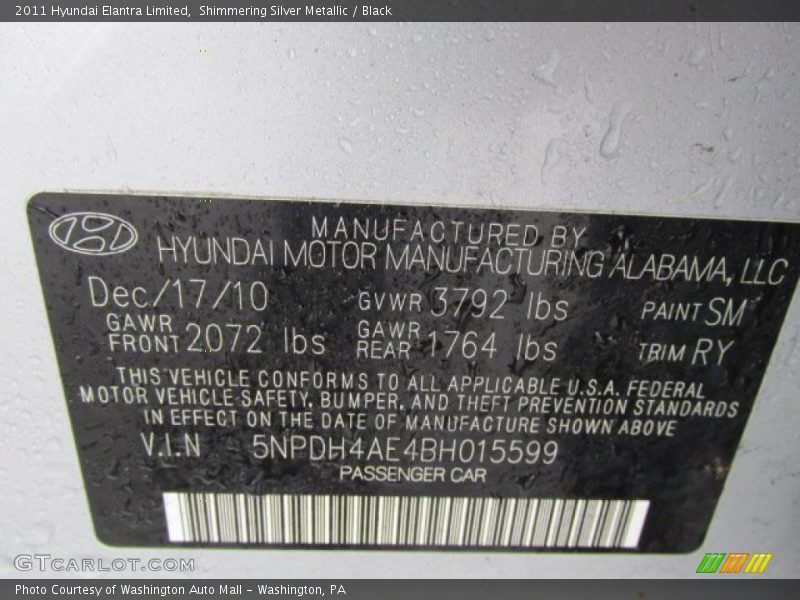 2011 Hyundai Elantra Limited, Shimmering Silver Metallic / Black
MANUFACTURED BY
HYUNDAI MOTOR MANUFACTURING ALABAMA, LLC
Dec/17/10 GVWR 3792 lbs PAINT SM
GAWR FRONT 2072 lbs GAWR REAR 1764 lbs TRIM RY
THIS VEHICLE CONFORMS TO ALL APPLICABLE U.S.A. FEDERAL
MOTOR VEHICLE SAFETY, BUMPER, AND THEFT PREVENTION STANDARDS
IN EFFECT ON THE DATE OF MANUFACTURE SHOWN ABOVE
V.I.N 5NPDH4AE4BH015599
PASSENGER CAR
GTCARLOT.COM
Photo Courtesy of Washington Auto Mall - Washington, PA